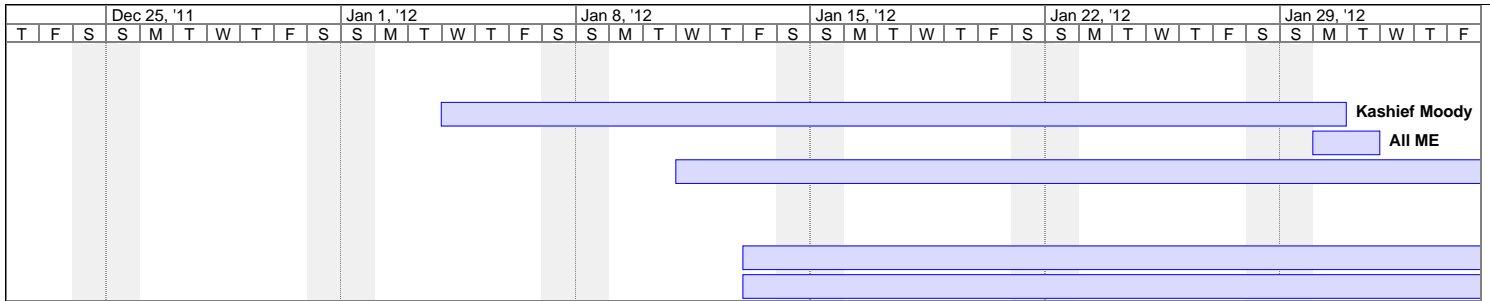 Dec 25, '11 Jan 1, '12 Jan 8, '12 Jan 15, '12 Jan 22, '12 Jan 29, '12
T F S S M T W T F S S M T W T F S S M T W T F S S M T W T F S S M T W T F S S M T W T F
Kashief Moody
All ME